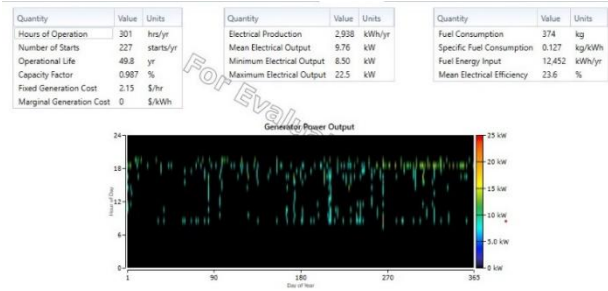 Quantity Value Units
Hours of Operation 301 hrs/yr
Number of Starts 227 starts/yr
Operational Life 49.8 yr
Capacity Factor 0.987 %
Fixed Generation Cost 2.15 $/hr
Marginal Generation Cost 0 $/kWh
Quantity Value Units
Electrical Production 2,938 kWh/yr
Mean Electrical Output 9.76 kW
Minimum Electrical Output 8.50 kW
Maximum Electrical Output 22.5 kW
Quantity Value Units
Fuel Consumption 374 kg
Specific Fuel Consumption 0.127 kg/kWh
Fuel Energy Input 12,452 kWh/yr
Mean Electrical Efficiency 23.6 %
For Evalua
Generator Power Output
24
18
12
6
0
Hour of Day
1 90 180 270 365
Day of Year
25 kW
20 kW
15 kW
10 kW
5.0 kW
0 kW